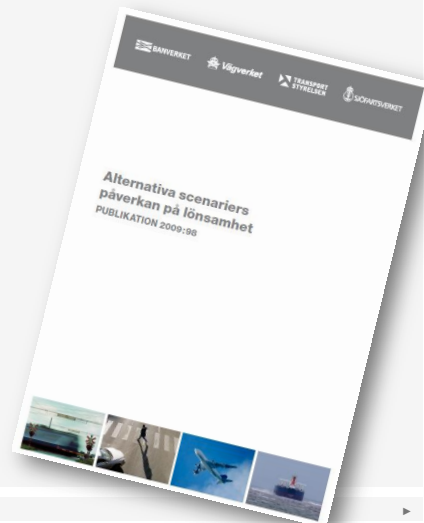 BANVERKET
Vägverket
TRANSPORT
STYRELSEN
SJÖFARTSVERKET
Alternativa scenariers
påverkan på lönsamhet
PUBLIKATION 2009:98